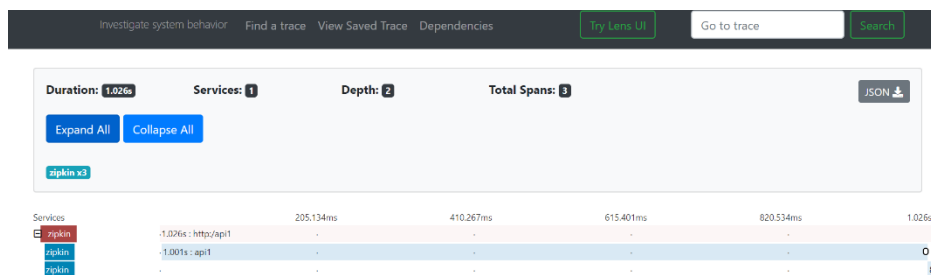 Investigate system behavior Find a trace View Saved Trace Dependencies Try Lens UI Go to trace Search
Duration: 1.026s Services: 1 Depth: 2 Total Spans: 3 JSON
Expand All Collapse All
zipkin x3
Services 205.134ms 410.267ms 615.401ms 820.534ms 1.026s
zipkin 1.026s : http:/api1
zipkin 1.001s : api1
zipkin